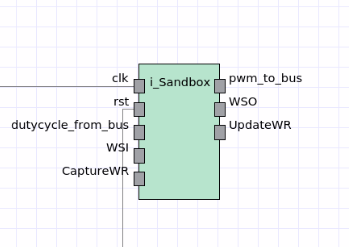 clk
i_Sandbox
pwm_to_bus
rst
WSO
dutycycle_from_bus
UpdateWR
WSI
CaptureWR